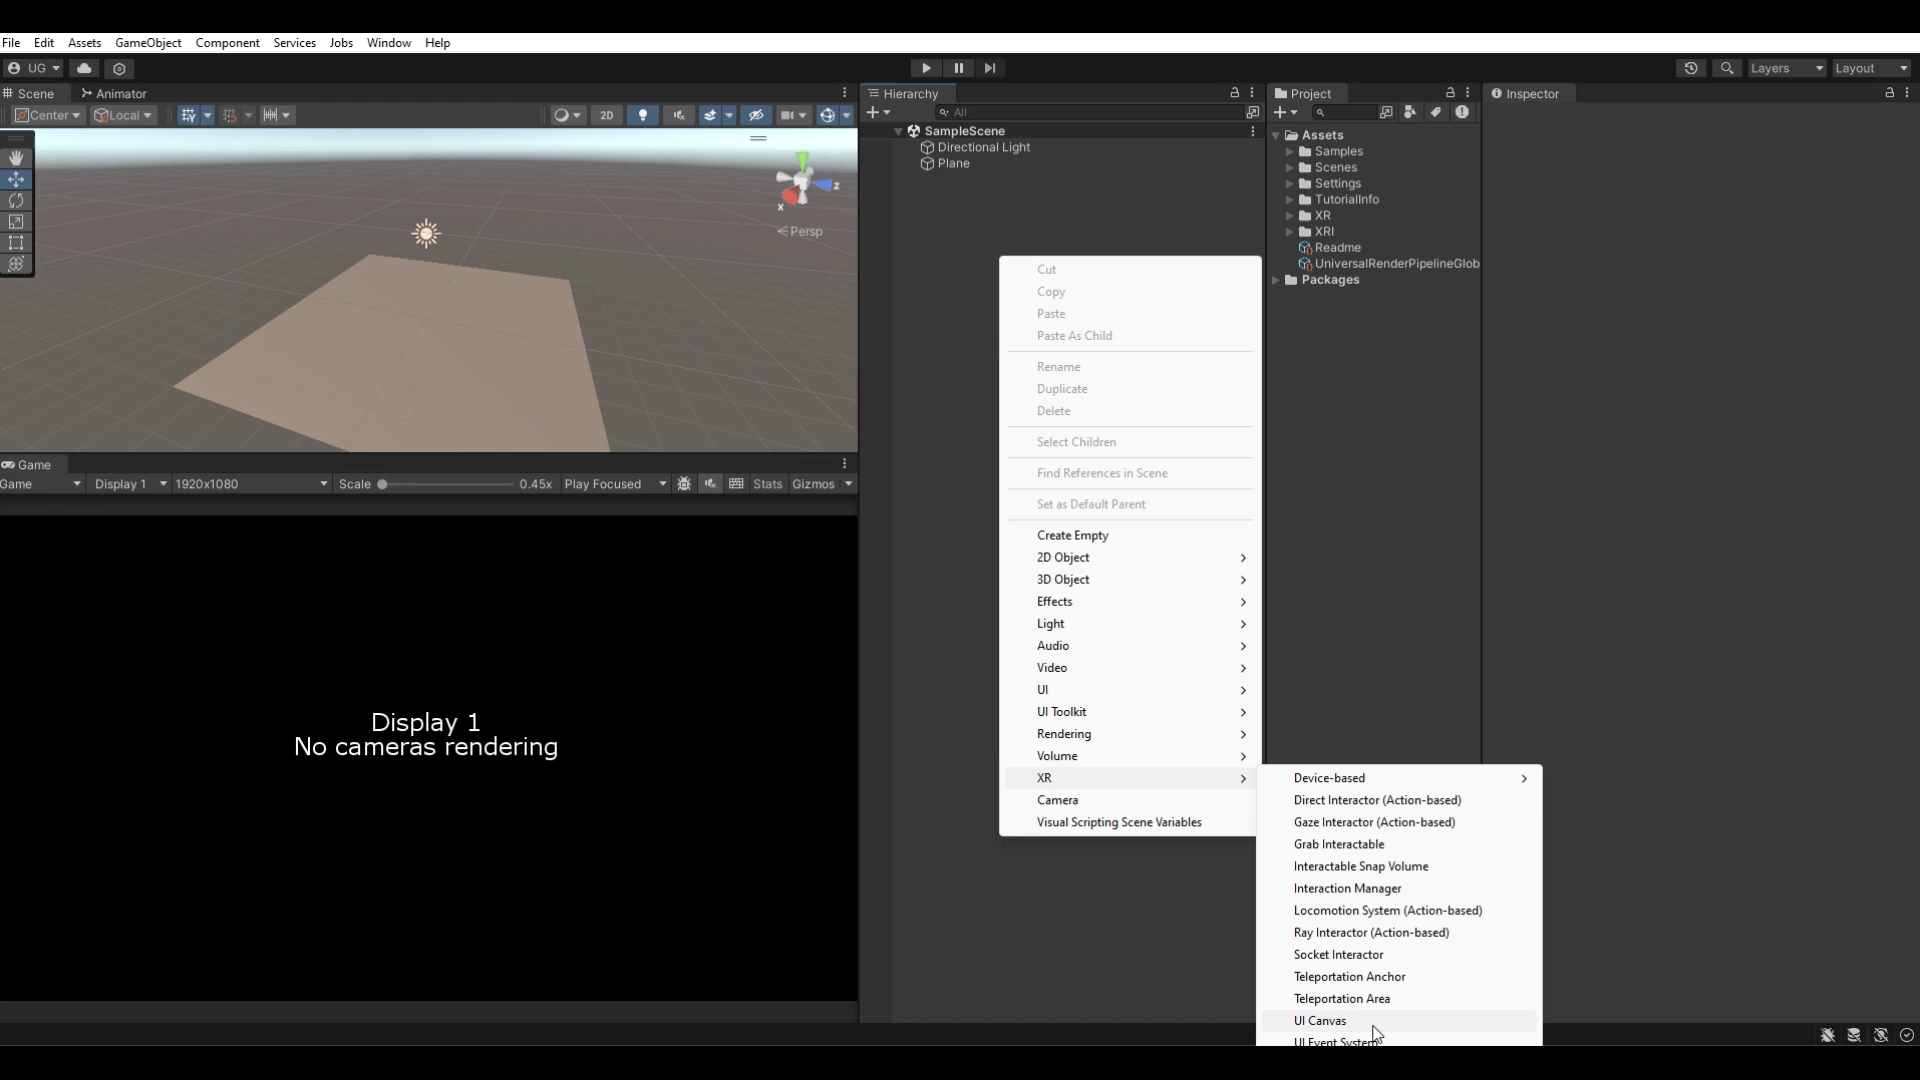 File Edit Assets GameObject Component Services Jobs Window Help
UG Layers Layout
Scene Animator
Center Local 2D
x z
Persp
Game
Game Display 1 1920x1080 Scale 0.45x Play Focused Stats Gizmos
Display 1
No cameras rendering
Hierarchy
All
SampleScene
Directional Light
Plane
Project
Assets
Samples
Scenes
Settings
TutorialInfo
XR
XRI
Readme
UniversalRenderPipelineGlob
Packages
Inspector
Cut
Copy
Paste
Paste As Child
Rename
Duplicate
Delete
Select Children
Find References in Scene
Set as Default Parent
Create Empty
2D Object
3D Object
Effects
Light
Audio
Video
UI
UI Toolkit
Rendering
Volume
XR
Camera
Visual Scripting Scene Variables
Device-based
Direct Interactor (Action-based)
Gaze Interactor (Action-based)
Grab Interactable
Interactable Snap Volume
Interaction Manager
Locomotion System (Action-based)
Ray Interactor (Action-based)
Socket Interactor
Teleportation Anchor
Teleportation Area
UI Canvas
UI Event System